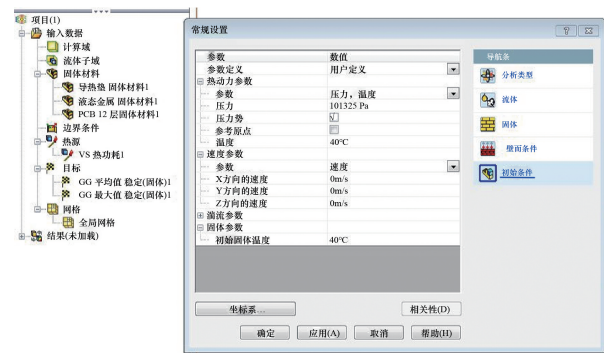 项目(1)
输入数据
计算域
流体子域
固体材料
导热垫 固体材料1
液态金属 固体材料1
PCB 12 层固体材料1
边界条件
热源
VS 热功耗1
目标
GG 平均值 稳定(固体)1
GG 最大值 稳定(固体)1
网格
全局网格
结果(未加载)
常规设置
参数 数值
参数定义 用户定义
热动力参数
参数 压力，温度
压力 101325 Pa
压力势
参考原点
温度 40℃
速度参数
参数 速度
X方向的速度 0m/s
Y方向的速度 0m/s
Z方向的速度 0m/s
湍流参数
固体参数
初始固体温度 40℃
坐标系... 相关性(D)
确定 应用(A) 取消 帮助(H)
导航条
分析类型
流体
固体
壁面条件
初始条件